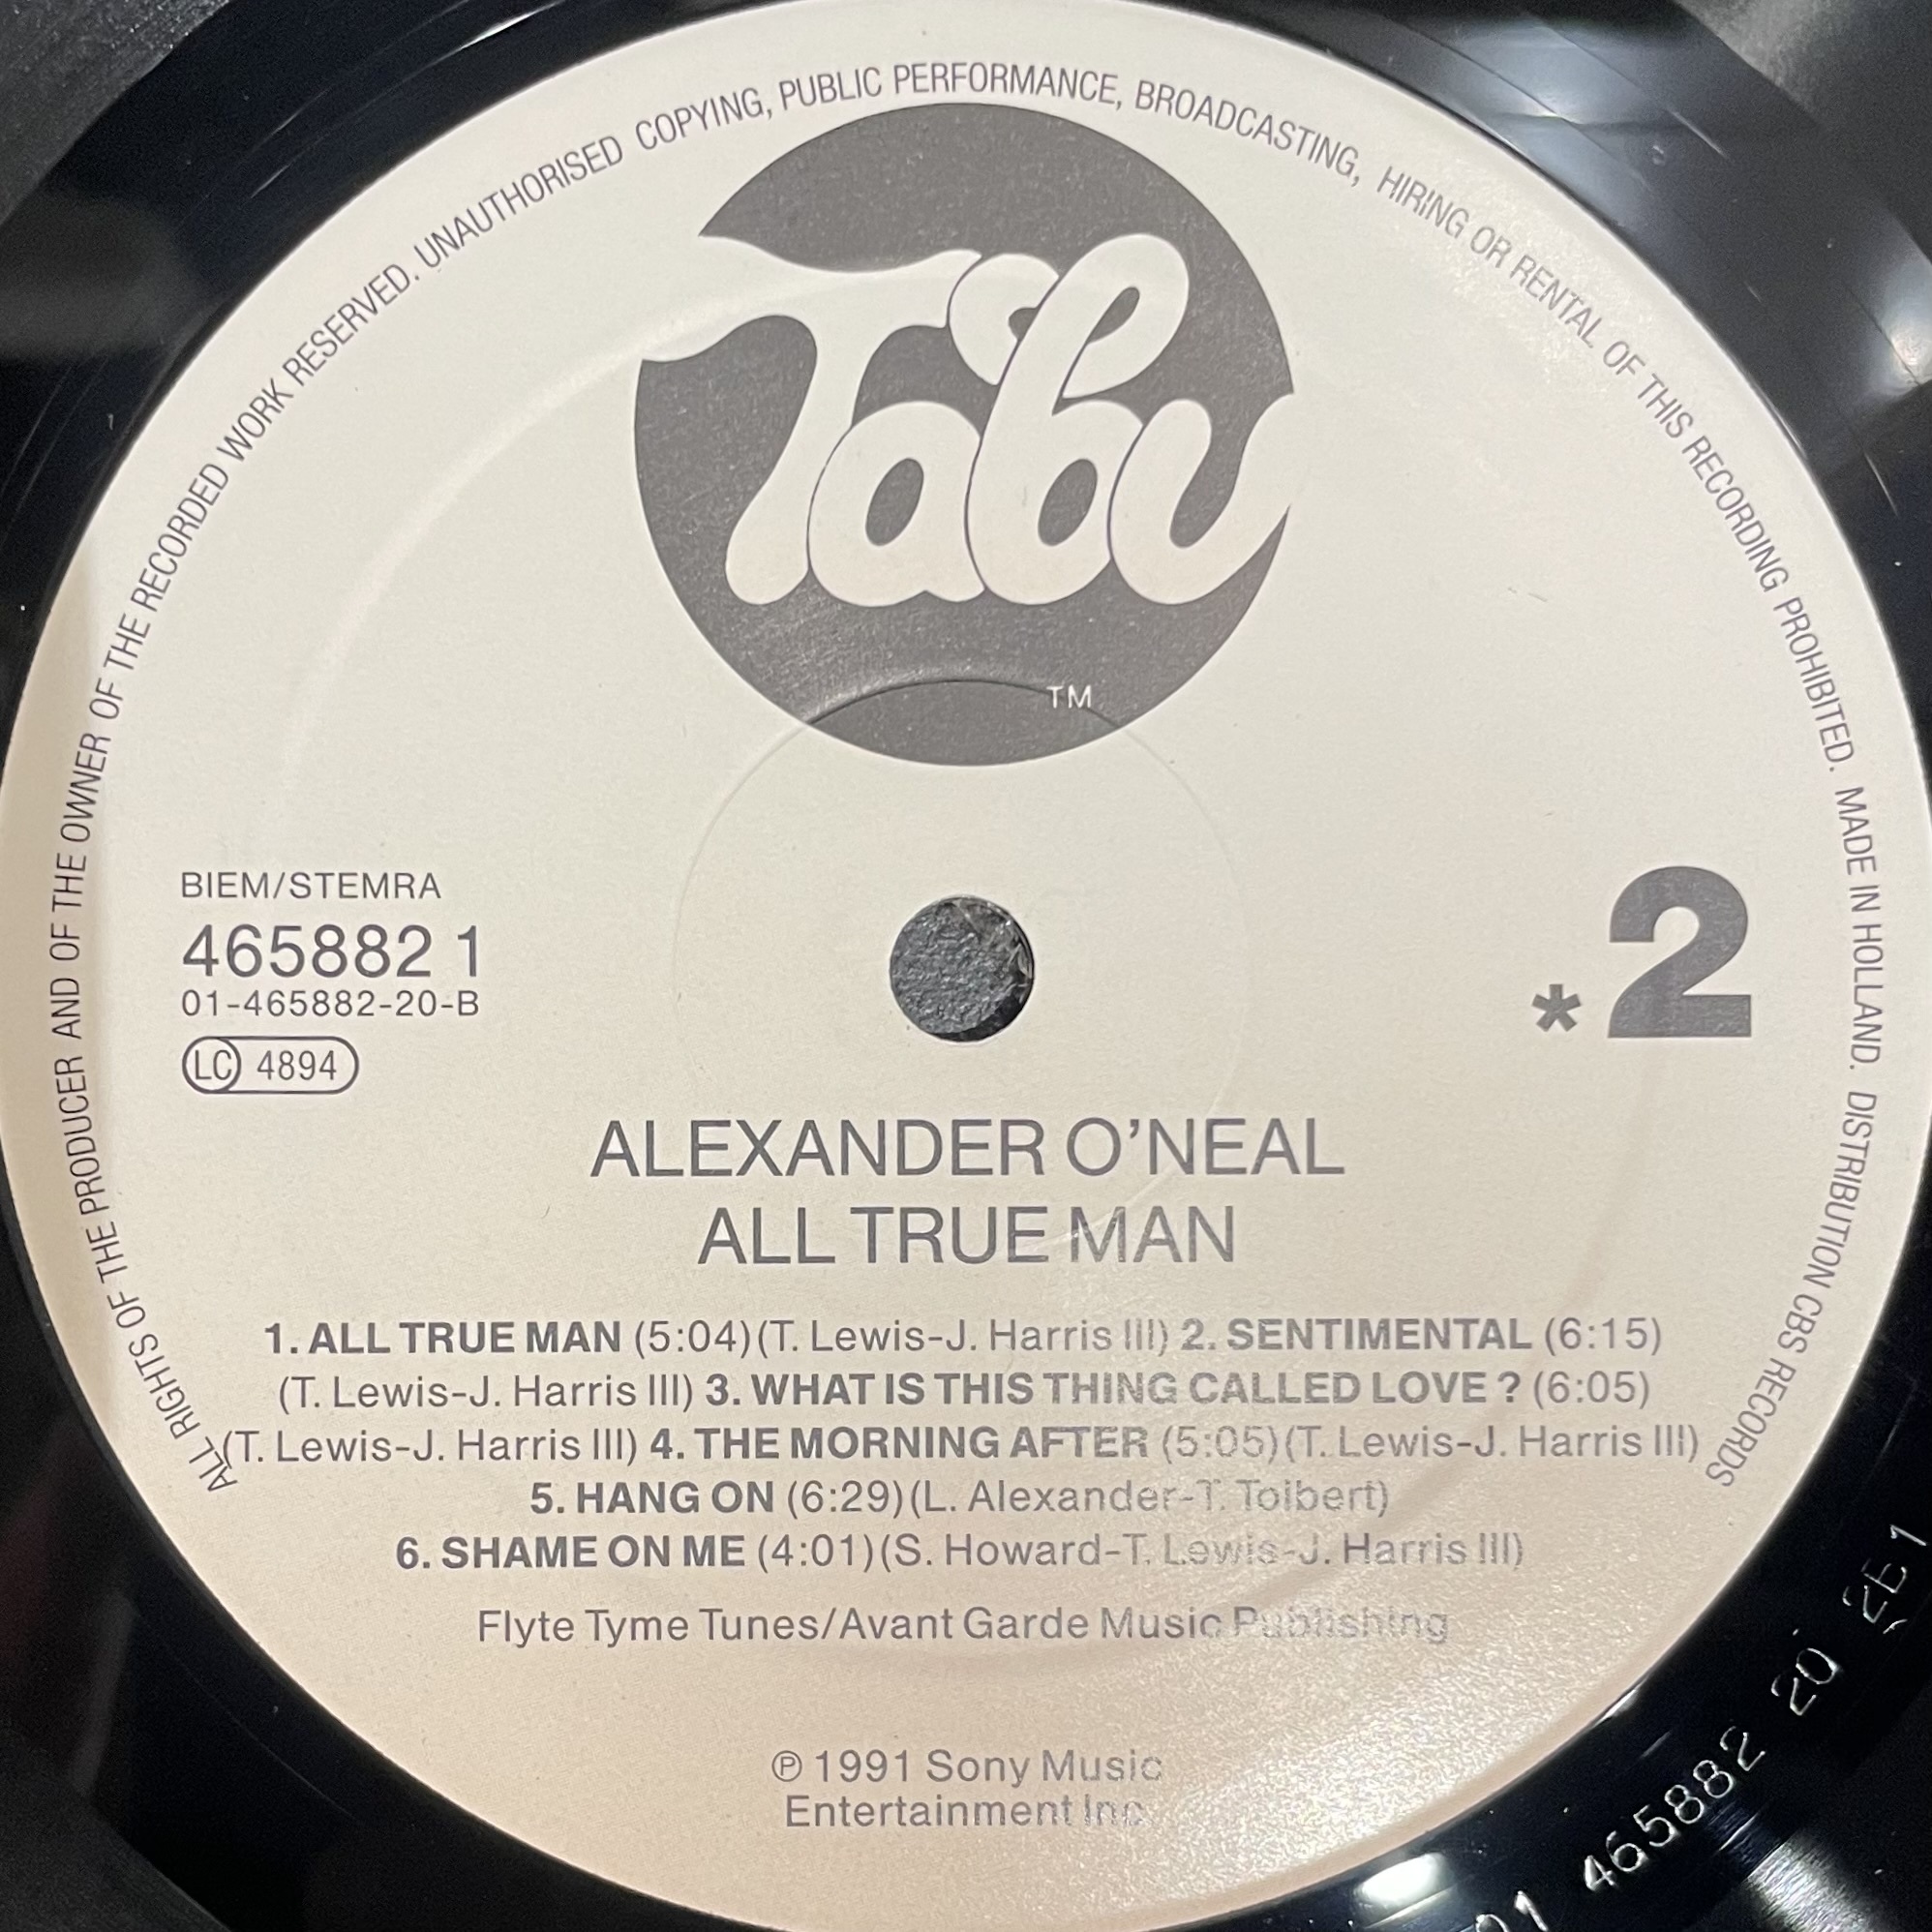 ALL RIGHTS OF THE PRODUCER AND OF THE OWNER OF THE RECORDED WORK RESERVED. UNAUTHORISED COPYING, PUBLIC PERFORMANCE, BROADCASTING, HIRING OR RENTAL OF THIS RECORDING PROHIBITED. MADE IN HOLLAND. DISTRIBUTION CBS RECORDS
Tabu
TM
BIEM/STEMRA
465882 1
01-465882-20-B
LC 4894
*2
ALEXANDER O'NEAL
ALL TRUE MAN
1. ALL TRUE MAN (5:04)(T. Lewis-J. Harris III) 2. SENTIMENTAL (6:15)
(T. Lewis-J. Harris III) 3. WHAT IS THIS THING CALLED LOVE ? (6:05)
(T. Lewis-J. Harris III) 4. THE MORNING AFTER (5:05)(T. Lewis-J. Harris III)
5. HANG ON (6:29)(L. Alexander-T. Tolbert)
6. SHAME ON ME (4:01)(S. Howard-T. Lewis-J. Harris III)
Flyte Tyme Tunes/Avant Garde Music Publishing
℗ 1991 Sony Music
Entertainment Inc.
01 465882 20